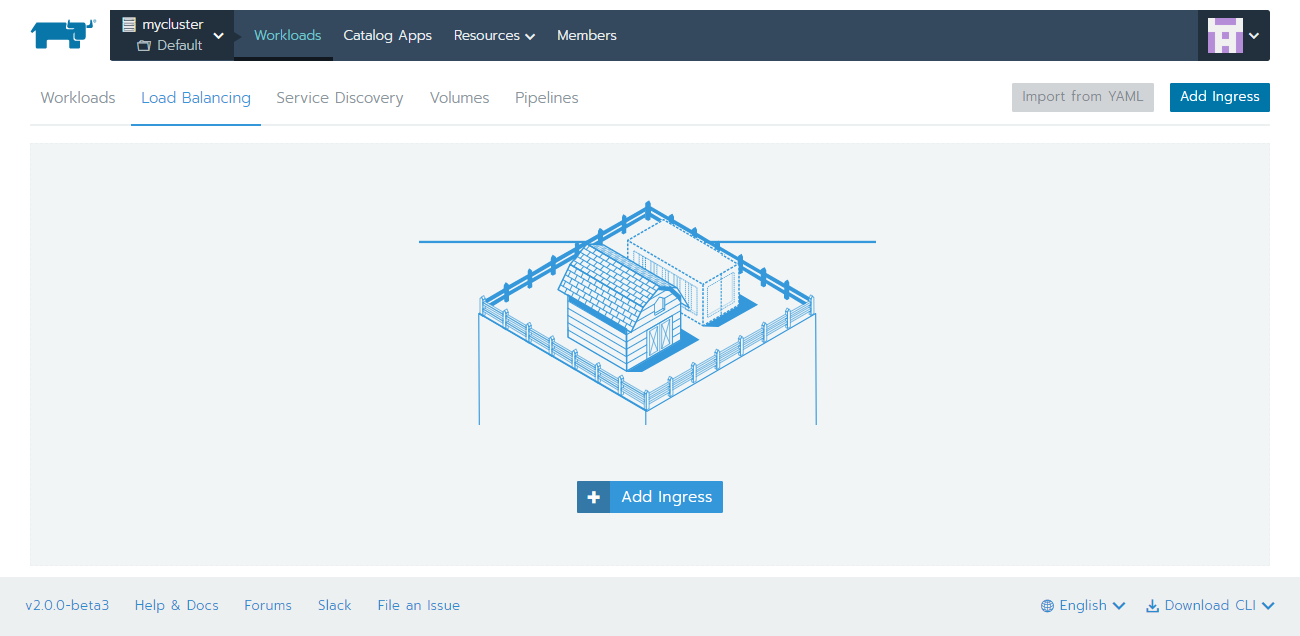 mycluster
Default
Workloads Catalog Apps Resources Members
Workloads Load Balancing Service Discovery Volumes Pipelines Import from YAML Add Ingress
Add Ingress
v2.0.0-beta3 Help & Docs Forums Slack File an Issue English Download CLI